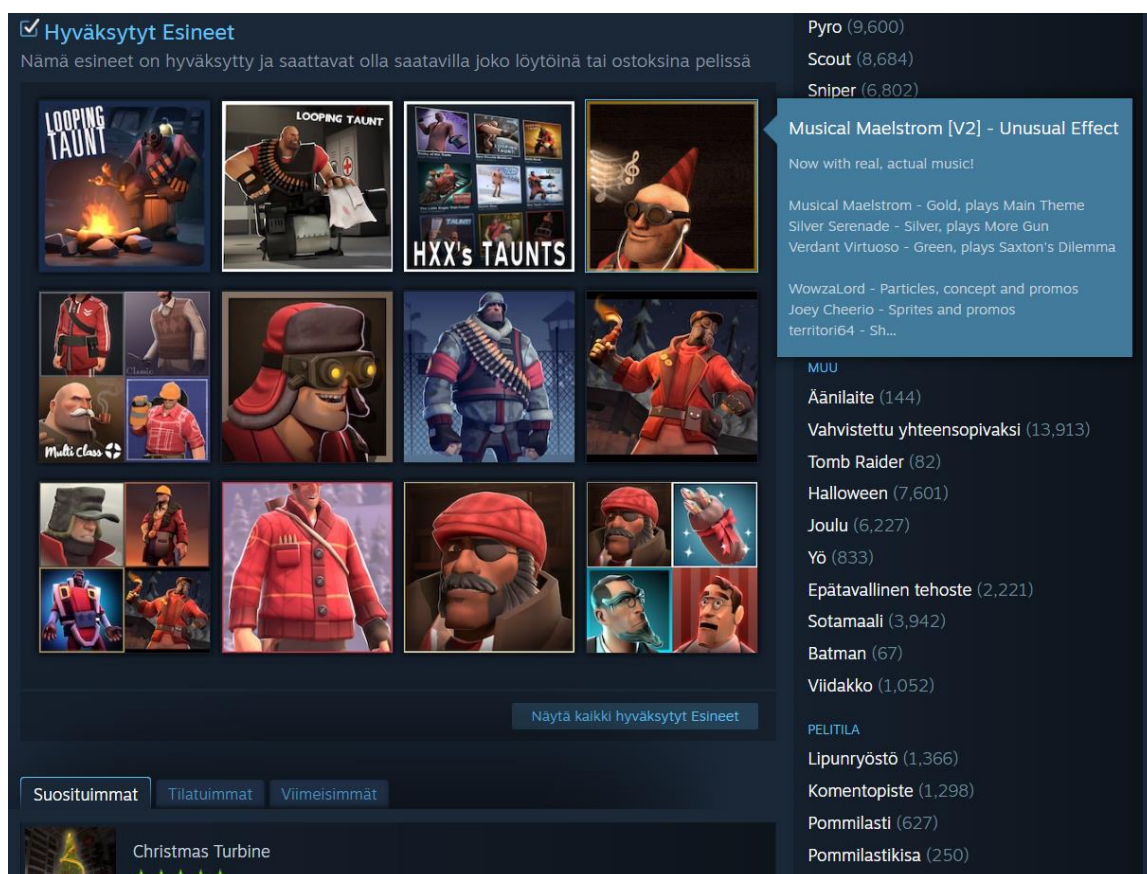 Hyväksytyt Esineet
Nämä esineet on hyväksytty ja saattavat olla saatavilla joko löytöinä tai ostoksina pelissä
LOOPING
TAUNT
LOOPING TAUNT
HXX's TAUNTS
Classic
Multi Class
Näytä kaikki hyväksytyt Esineet
Suosituimmat
Tilatuimmat
Viimeisimmät
Christmas Turbine
Pyro (9,600)
Scout (8,684)
Sniper (6,802)
Musical Maelstrom [V2] - Unusual Effect
Now with real, actual music!
Musical Maelstrom - Gold, plays Main Theme
Silver Serenade - Silver, plays More Gun
Verdant Virtuoso - Green, plays Saxton's Dilemma
WowzaLord - Particles, concept and promos
Joey Cheerio - Sprites and promos
territori64 - Sh...
MUU
Äänilaite (144)
Vahvistettu yhteensopivaksi (13,913)
Tomb Raider (82)
Halloween (7,601)
Joulu (6,227)
Yö (833)
Epätavallinen tehoste (2,221)
Sotamaali (3,942)
Batman (67)
Viidakko (1,052)
PELITILA
Lipunryöstö (1,366)
Komentopiste (1,298)
Pommilasti (627)
Pommilastikisa (250)